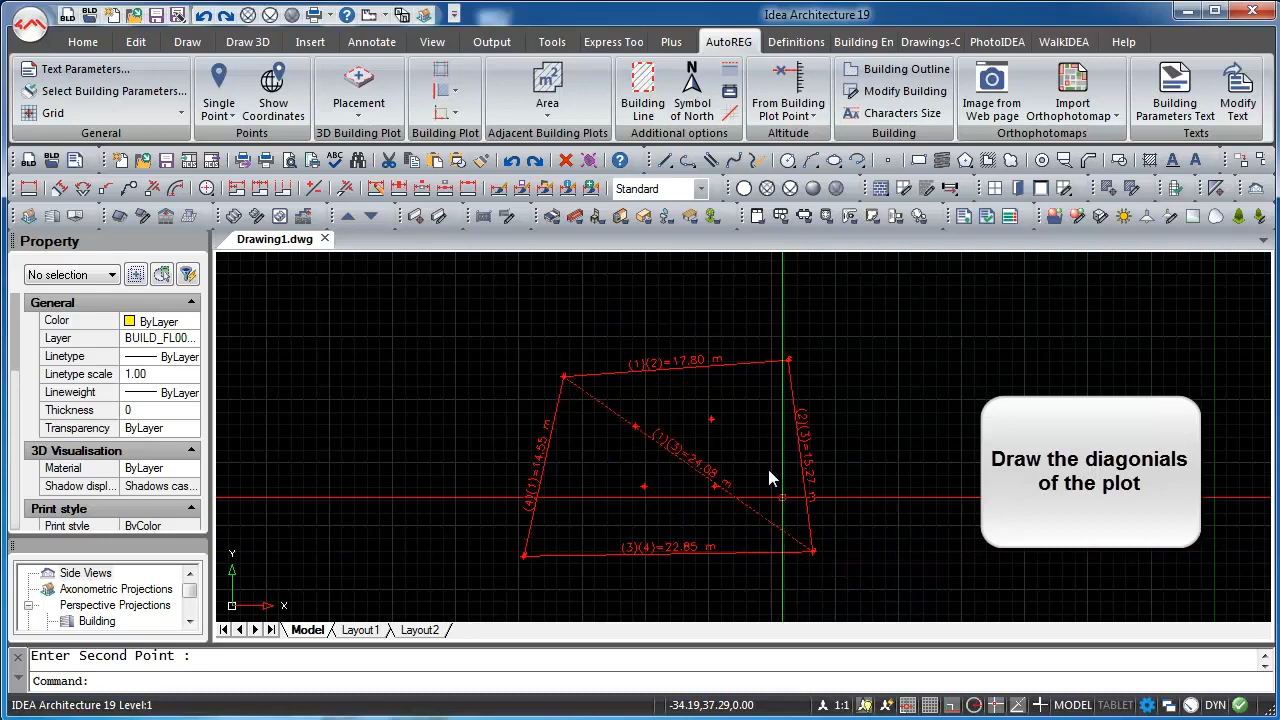 BLD BLD
Idea Architecture 19
4M
Home Edit Draw Draw 3D Insert Annotate View Output Tools Express Too Plus AutoREG Definitions Building En Drawings-C PhotoIDEA WalkIDEA Help
Text Parameters...
Select Building Parameters...
Grid
General
Single Point
Show Coordinates
Points
Placement
3D Building Plot
Building Plot
m²
Area
Adjacent Building Plots
Building Line
N
Symbol of North
Additional options
From Building Plot Point
Altitude
Building Outline
Modify Building
Characters Size
Building
Image from Web page
Import Orthophotomap
Orthophotomaps
Building Parameters Text
Modify Text
Texts
BLD BLD
ABC
A A
Standard
Property
Drawing1.dwg
No selection
General
Color ByLayer
Layer BUILD_FL00...
Linetype ByLayer
Linetype scale 1.00
Lineweight ByLayer
Thickness 0
Transparency ByLayer
3D Visualisation
Material ByLayer
Shadow displ... Shadows cas...
Print style
Print style ByColor
Side Views
Axonometric Projections
Perspective Projections
Building
(1)(2)=17.80 m
(2)(3)=15.27 m
(1)(3)=24.08 m
(4)(1)=14.55 m
(3)(4)=22.85 m
Draw the diagonials
of the plot
Y
X
Model Layout1 Layout2
Enter Second Point :
Command:
IDEA Architecture 19 Level:1
-34.19,37.29,0.00
1:1
MODEL TABLET DYN